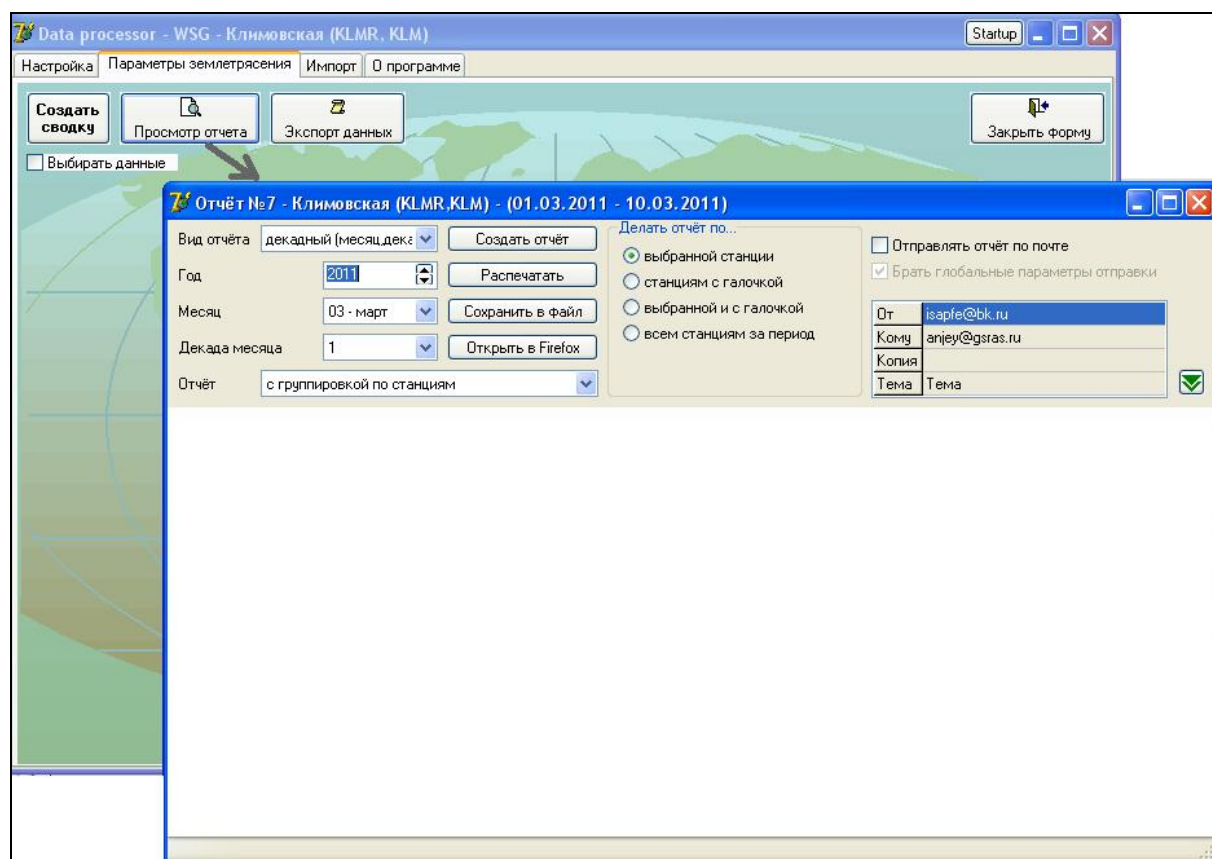 Data processor - WSG - Климовская (KLMR, KLM)
Startup
Настройка Параметры землетрясения Импорт О программе
Создать сводку
Просмотр отчета
Экспорт данных
Закрыть форму
Выбирать данные
Отчёт №7 - Климовская (KLMR,KLM) - (01.03.2011 - 10.03.2011)
Вид отчёта декадный (месяц,дека
Создать отчёт
Год 2011
Распечатать
Месяц 03 - март
Сохранить в файл
Декада месяца 1
Открыть в Firefox
Отчёт с группировкой по станциям
Делать отчёт по...
выбранной станции
станциям с галочкой
выбранной и с галочкой
всем станциям за период
Отправлять отчёт по почте
Брать глобальные параметры отправки
От isapfe@bk.ru
Кому anjey@gsras.ru
Копия
Тема Тема